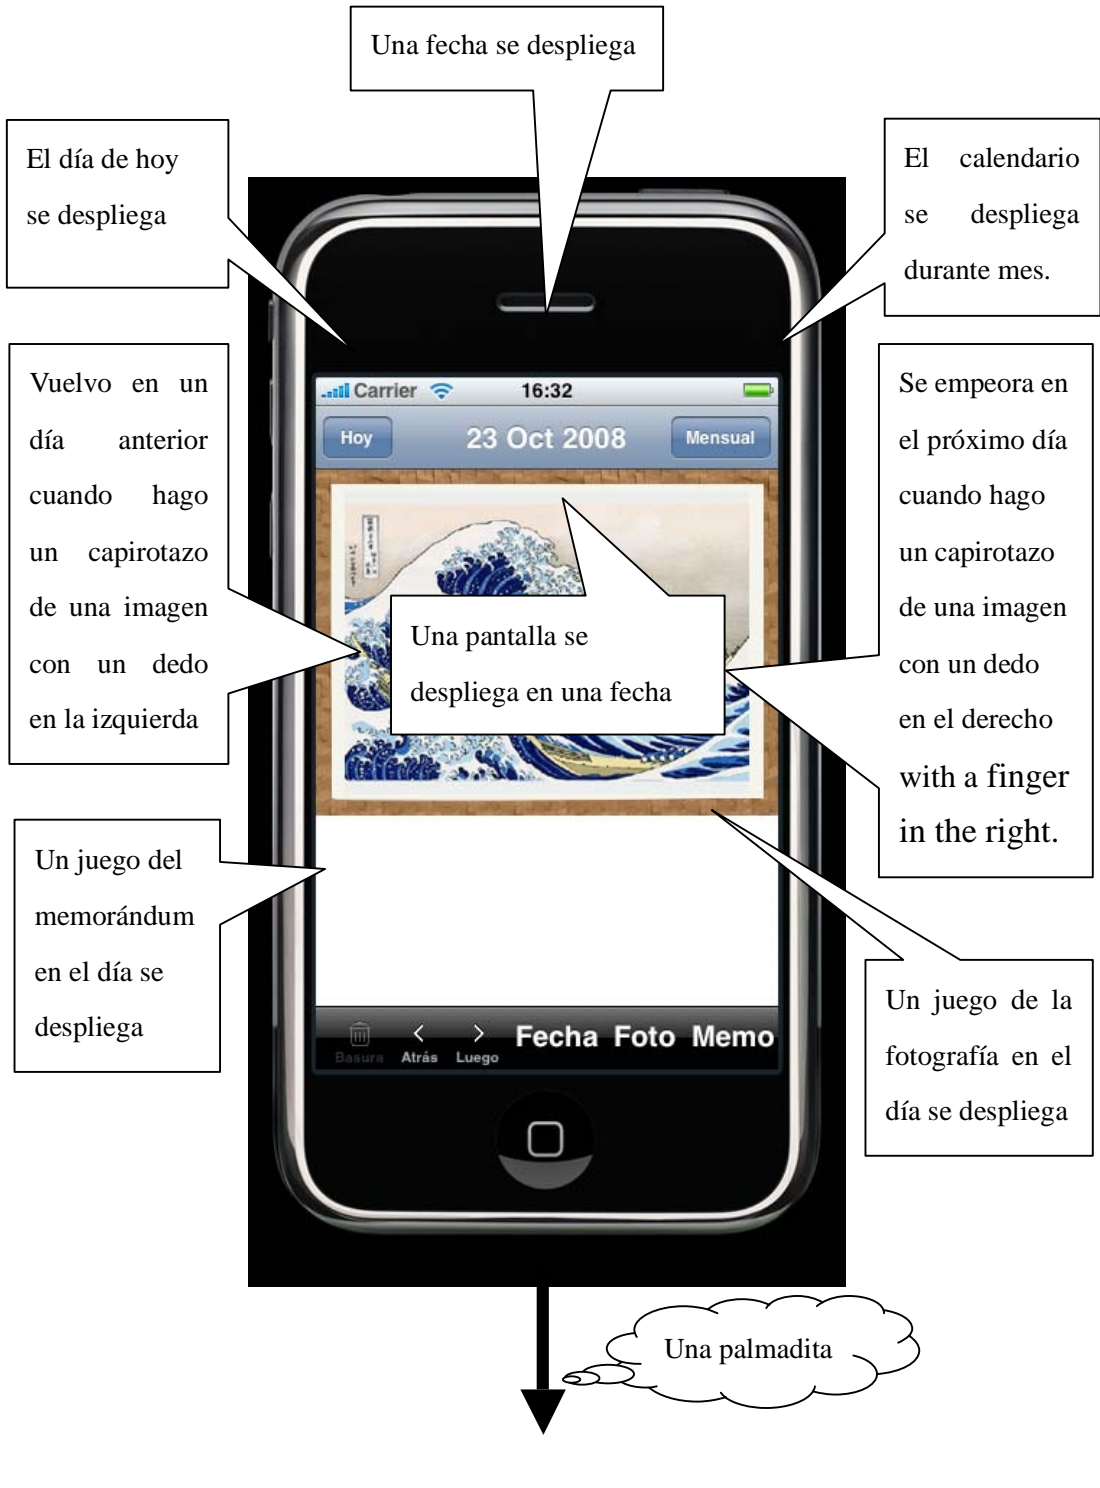 Una fecha se despliega
El día de hoy
se despliega
El calendario
se despliega
durante mes.
Vuelvo en un
día anterior
cuando hago
un capirotazo
de una imagen
con un dedo
en la izquierda
Carrier 16:32
Hoy 23 Oct 2008 Mensual
Se empeora en
el próximo día
cuando hago
un capirotazo
de una imagen
con un dedo
en el derecho
with a finger
in the right.
Una pantalla se
despliega en una fecha
Un juego del
memorándum
en el día se
despliega
Un juego de la
fotografía en el
día se despliega
Basura Atrás Luego Fecha Foto Memo
Una palmadita